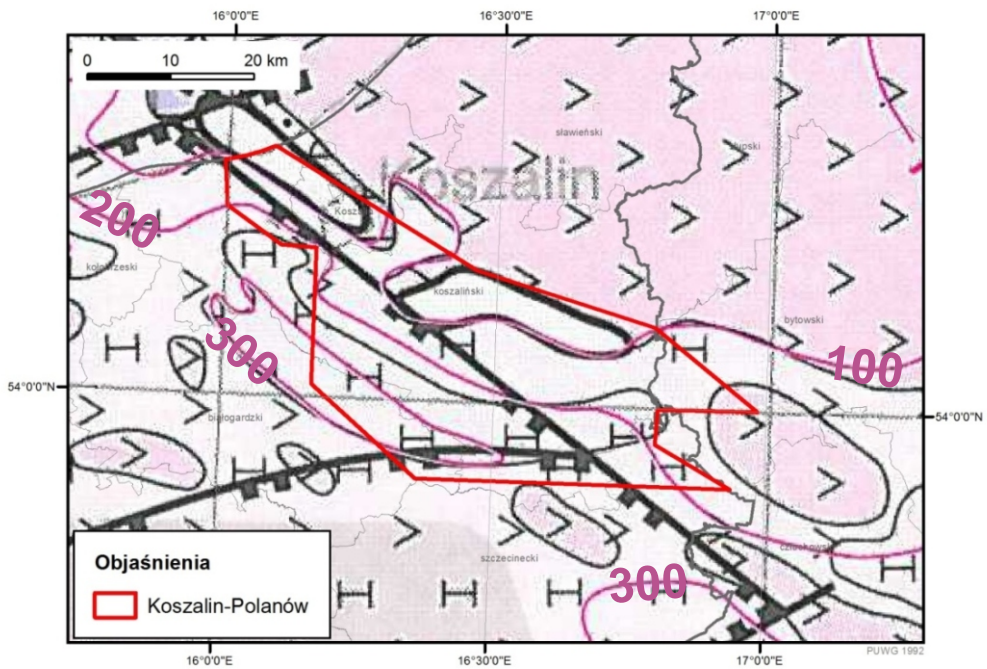 16°0'0"E 16°30'0"E 17°0'0"E
0 10 20 km
sławieński
Koszalin
200
kołobrzeski
koszaliński
bytowski
300
100
54°0'0"N
54°0'0"N
białogardzki
szczecinecki
300
Objaśnienia
Koszalin-Polanów
16°0'0"E 16°30'0"E 17°0'0"E
PUWG 1992